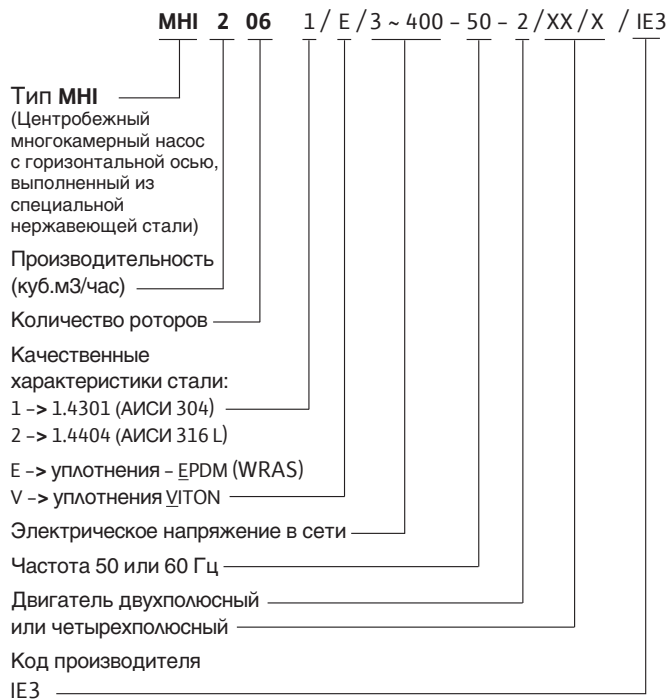 MHI 2 06 1 / E / 3 ~ 400 - 50 - 2 / XX / X / IE3
Тип MHI
(Центробежный
многокамерный насос
с горизонтальной осью,
выполненный из
специальной
нержавеющей стали)
Производительность
(куб.м3/час)
Количество роторов
Качественные
характеристики стали:
1 -> 1.4301 (АИСИ 304)
2 -> 1.4404 (АИСИ 316 L)
E -> уплотнения – EPDM (WRAS)
V -> уплотнения VITON
Электрическое напряжение в сети
Частота 50 или 60 Гц
Двигатель двухполюсный
или четырехполюсный
Код производителя
IE3